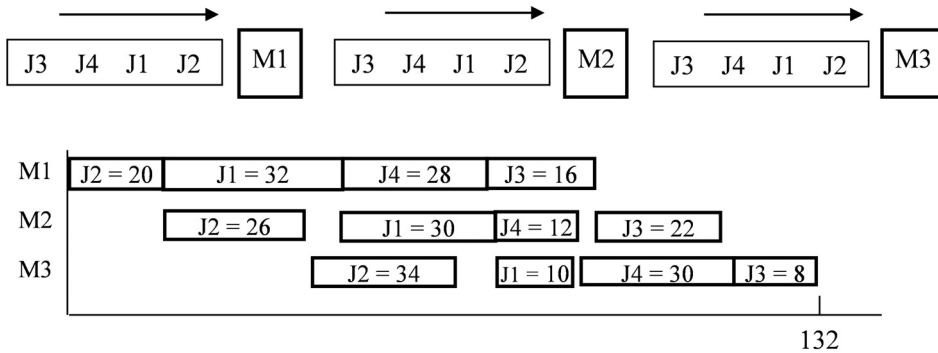 J3 J4 J1 J2 M1 J3 J4 J1 J2 M2 J3 J4 J1 J2 M3
M1 J2 = 20 J1 = 32 J4 = 28 J3 = 16
M2 J2 = 26 J1 = 30 J4 = 12 J3 = 22
M3 J2 = 34 J1 = 10 J4 = 30 J3 = 8
132